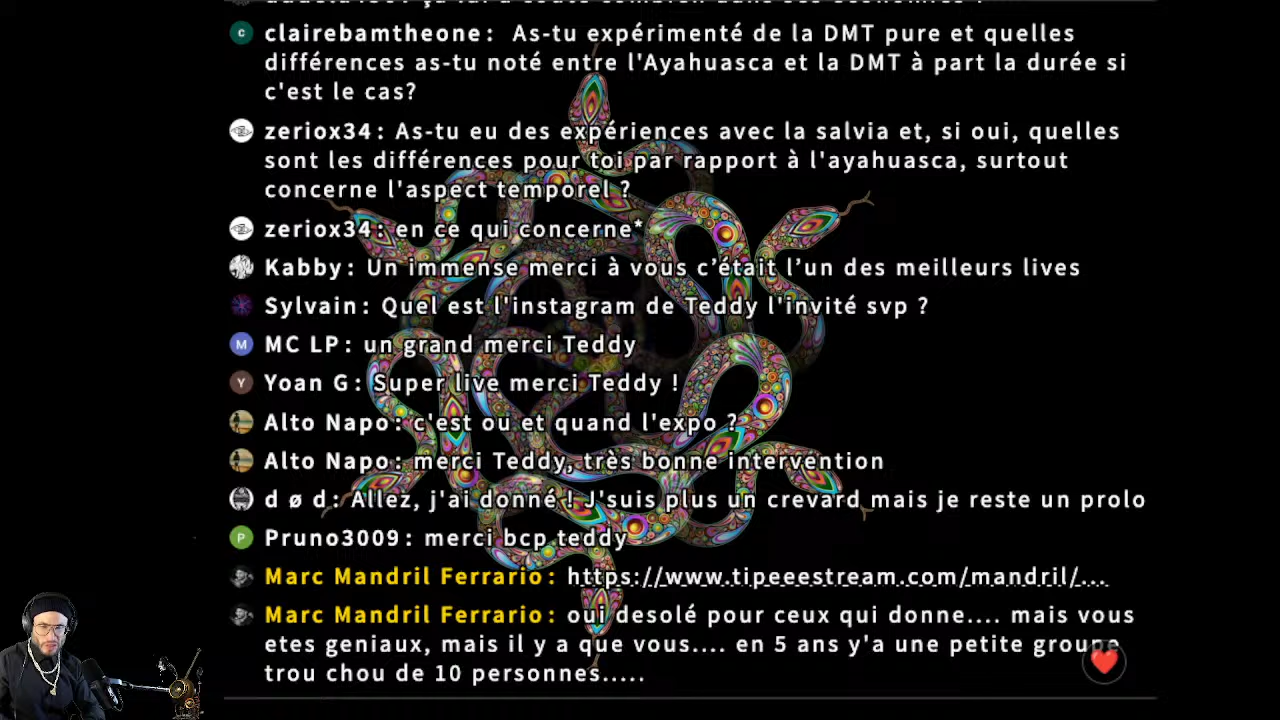 clairebamtheone: As-tu expérimenté de la DMT pure et quelles
différences as-tu noté entre l'Ayahuasca et la DMT à part la durée si
c'est le cas?
zeriox34: As-tu eu des expériences avec la salvia et, si oui, quelles
sont les différences pour toi par rapport à l'ayahuasca, surtout
concerne l'aspect temporel ?
zeriox34: en ce qui concerne*
Kabby: Un immense merci à vous c’était l’un des meilleurs lives
Sylvain: Quel est l'instagram de Teddy l'invité svp ?
MC LP: un grand merci Teddy
Yoan G: Super live merci Teddy !
Alto Napo: c'est ou et quand l'expo ?
Alto Napo: merci Teddy, très bonne intervention
d ø d: Allez, j'ai donné ! J'suis plus un crevard mais je reste un prolo
Pruno3009: merci bcp teddy
Marc Mandril Ferrario: https://www.tipeeestream.com/mandril/...
Marc Mandril Ferrario: oui desolé pour ceux qui donne.... mais vous
etes geniaux, mais il y a que vous.... en 5 ans y'a une petite groupe
trou chou de 10 personnes.....